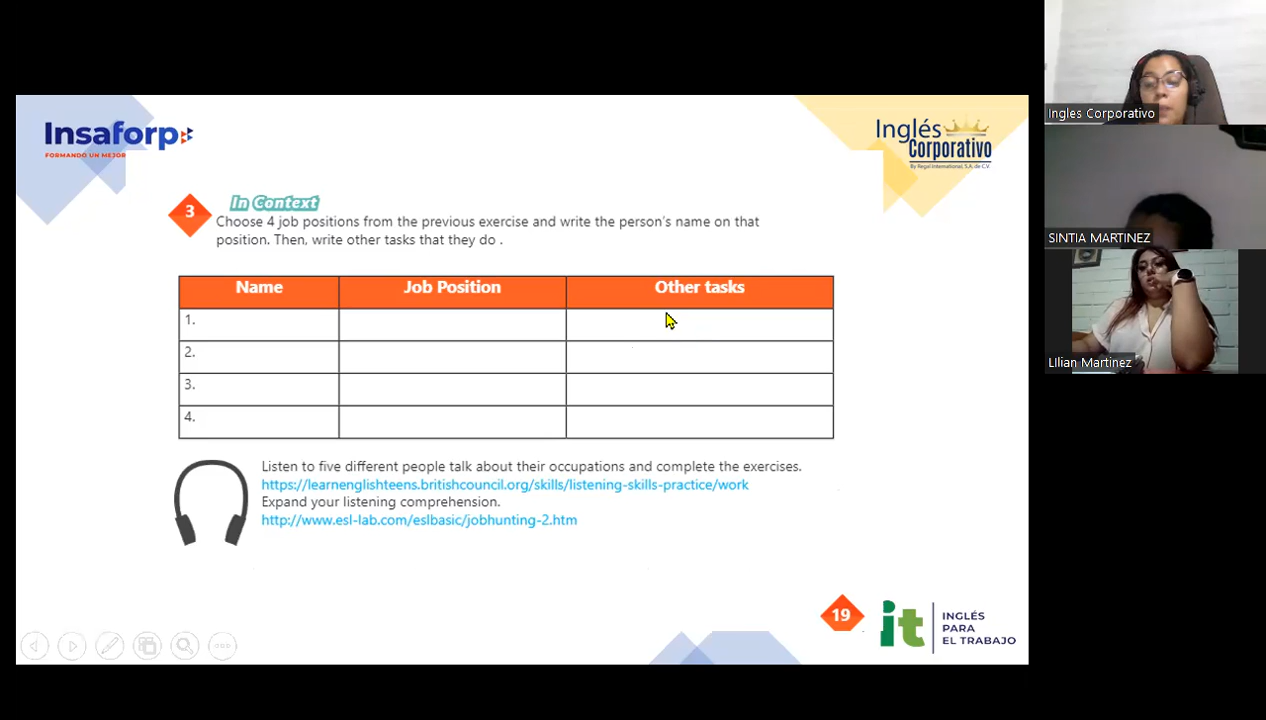 Insaforp
FORMANDO UN MEJOR
Inglés
Corporativo
By Regal International, S.A. de C.V.
3
In Context
Choose 4 job positions from the previous exercise and write the person's name on that
position. Then, write other tasks that they do .
Name Job Position Other tasks
1.
2.
3.
4.
Listen to five different people talk about their occupations and complete the exercises.
https://learnenglishteens.britishcouncil.org/skills/listening-skills-practice/work
Expand your listening comprehension.
http://www.esl-lab.com/eslbasic/jobhunting-2.htm
19
it
INGLÉS
PARA
EL TRABAJO
Ingles Corporativo
SINTIA MARTINEZ
LIlian Martinez